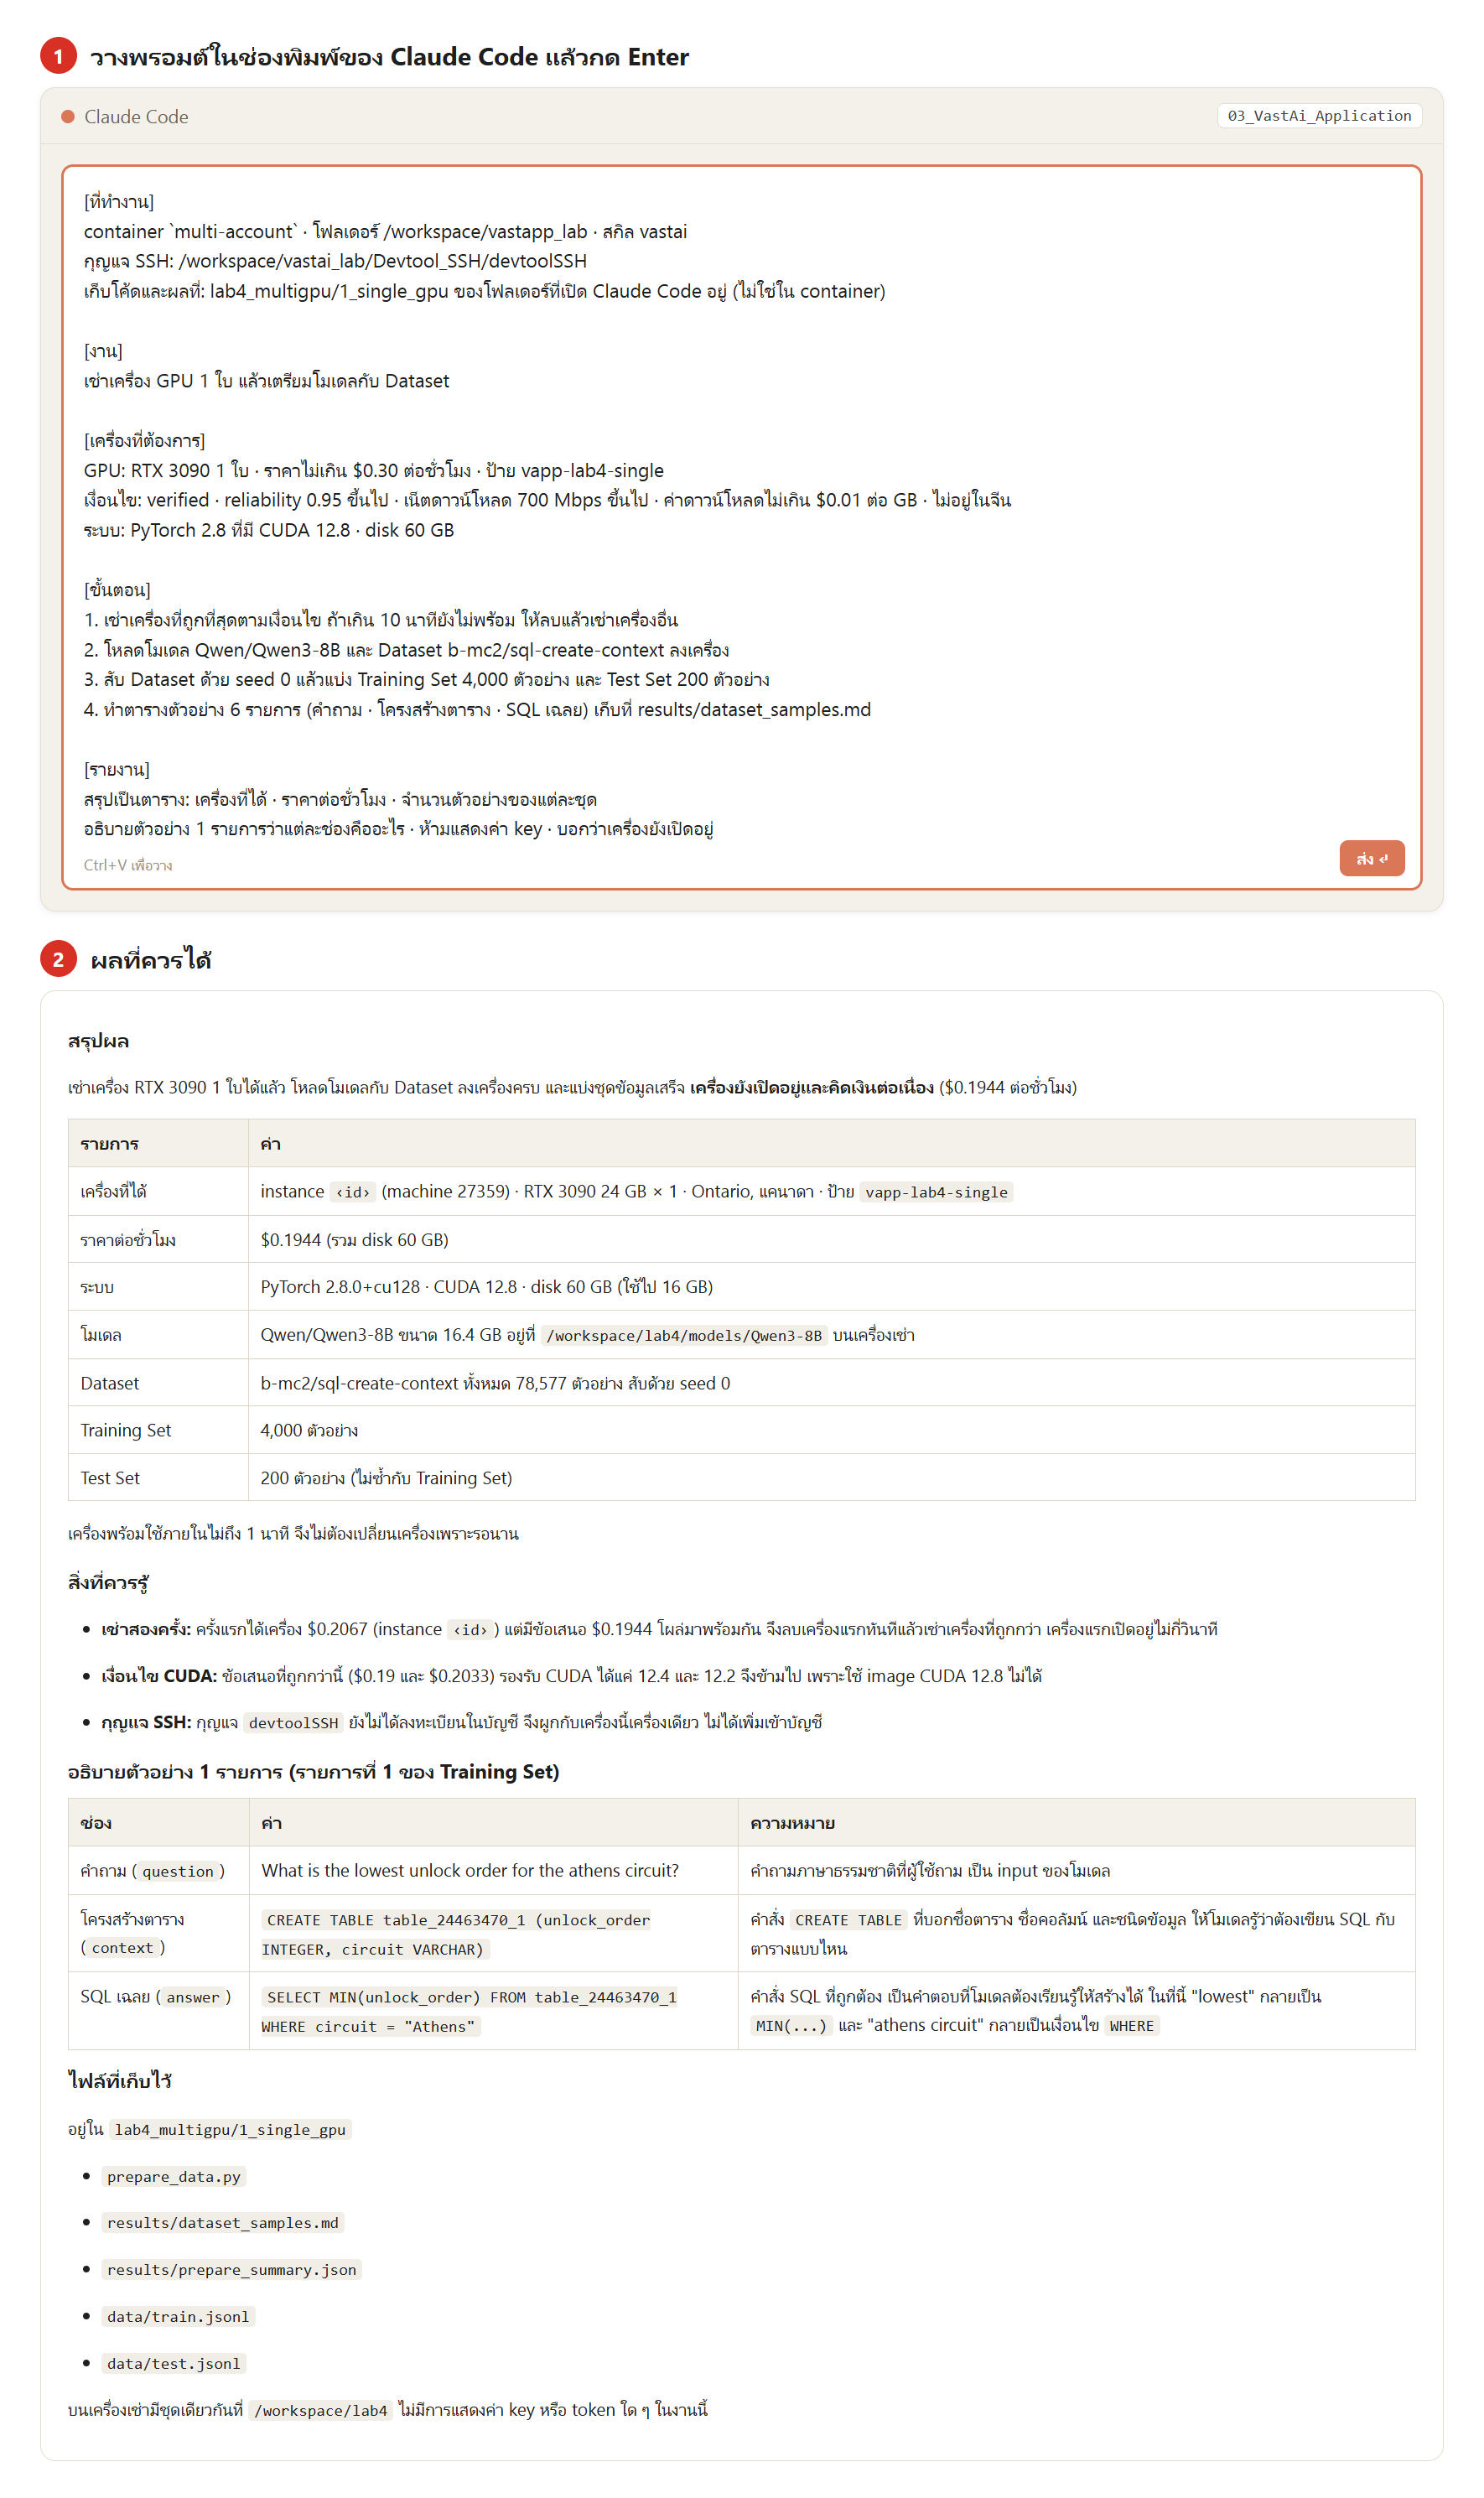 1 วางพรอมต์ในช่องพิมพ์ของ Claude Code แล้วกด Enter
Claude Code
03_VastAi_Application
[ที่ทำงาน]
container `multi-account` · โฟลเดอร์ /workspace/vastapp_lab · สกิล vastai
กุญแจ SSH: /workspace/vastai_lab/Devtool_SSH/devtoolSSH
เก็บโค้ดและผลที่: lab4_multigpu/1_single_gpu ของโฟลเดอร์ที่เปิด Claude Code อยู่ (ไม่ใช่ใน container)
[งาน]
เช่าเครื่อง GPU 1 ใบ แล้วเตรียมโมเดลกับ Dataset
[เครื่องที่ต้องการ]
GPU: RTX 3090 1 ใบ · ราคาไม่เกิน $0.30 ต่อชั่วโมง · ป้าย vapp-lab4-single
เงื่อนไข: verified · reliability 0.95 ขึ้นไป · เน็ตดาวน์โหลด 700 Mbps ขึ้นไป · ค่าดาวน์โหลดไม่เกิน $0.01 ต่อ GB · ไม่อยู่ในจีน
ระบบ: PyTorch 2.8 ที่มี CUDA 12.8 · disk 60 GB
[ขั้นตอน]
1. เช่าเครื่องที่ถูกที่สุดตามเงื่อนไข ถ้าเกิน 10 นาทียังไม่พร้อม ให้ลบแล้วเช่าเครื่องอื่น
2. โหลดโมเดล Qwen/Qwen3-8B และ Dataset b-mc2/sql-create-context ลงเครื่อง
3. สับ Dataset ด้วย seed 0 แล้วแบ่ง Training Set 4,000 ตัวอย่าง และ Test Set 200 ตัวอย่าง
4. ทำตารางตัวอย่าง 6 รายการ (คำถาม · โครงสร้างตาราง · SQL เฉลย) เก็บที่ results/dataset_samples.md
[รายงาน]
สรุปเป็นตาราง: เครื่องที่ได้ · ราคาต่อชั่วโมง · จำนวนตัวอย่างของแต่ละชุด
อธิบายตัวอย่าง 1 รายการว่าแต่ละช่องคืออะไร · ห้ามแสดงค่า key · บอกว่าเครื่องยังเปิดอยู่
Ctrl+V เพื่อวาง
ส่ง ↵
2 ผลที่ควรได้
สรุปผล
เช่าเครื่อง RTX 3090 1 ใบได้แล้ว โหลดโมเดลกับ Dataset ลงเครื่องครบ และแบ่งชุดข้อมูลเสร็จ เครื่องยังเปิดอยู่และคิดเงินต่อเนื่อง ($0.1944 ต่อชั่วโมง)
รายการ ค่า
เครื่องที่ได้ instance ‹id› (machine 27359) · RTX 3090 24 GB × 1 · Ontario, แคนาดา · ป้าย vapp-lab4-single
ราคาต่อชั่วโมง $0.1944 (รวม disk 60 GB)
ระบบ PyTorch 2.8.0+cu128 · CUDA 12.8 · disk 60 GB (ใช้ไป 16 GB)
โมเดล Qwen/Qwen3-8B ขนาด 16.4 GB อยู่ที่ /workspace/lab4/models/Qwen3-8B บนเครื่องเช่า
Dataset b-mc2/sql-create-context ทั้งหมด 78,577 ตัวอย่าง สับด้วย seed 0
Training Set 4,000 ตัวอย่าง
Test Set 200 ตัวอย่าง (ไม่ซ้ำกับ Training Set)
เครื่องพร้อมใช้ภายในไม่ถึง 1 นาที จึงไม่ต้องเปลี่ยนเครื่องเพราะรอนาน
สิ่งที่ควรรู้
• เช่าสองครั้ง: ครั้งแรกได้เครื่อง $0.2067 (instance ‹id›) แต่มีข้อเสนอ $0.1944 โผล่มาพร้อมกัน จึงลบเครื่องแรกทันทีแล้วเช่าเครื่องที่ถูกกว่า เครื่องแรกเปิดอยู่ไม่กี่วินาที
• เงื่อนไข CUDA: ข้อเสนอที่ถูกกว่านี้ ($0.19 และ $0.2033) รองรับ CUDA ได้แค่ 12.4 และ 12.2 จึงข้ามไป เพราะใช้ image CUDA 12.8 ไม่ได้
• กุญแจ SSH: กุญแจ devtoolSSH ยังไม่ได้ลงทะเบียนในบัญชี จึงผูกกับเครื่องนี้เครื่องเดียว ไม่ได้เพิ่มเข้าบัญชี
อธิบายตัวอย่าง 1 รายการ (รายการที่ 1 ของ Training Set)
ช่อง ค่า ความหมาย
คำถาม (question) What is the lowest unlock order for the athens circuit? คำถามภาษาธรรมชาติที่ผู้ใช้ถาม เป็น input ของโมเดล
โครงสร้างตาราง (context) CREATE TABLE table_24463470_1 (unlock_order INTEGER, circuit VARCHAR) คำสั่ง CREATE TABLE ที่บอกชื่อตาราง ชื่อคอลัมน์ และชนิดข้อมูล ให้โมเดลรู้ว่าต้องเขียน SQL กับตารางแบบไหน
SQL เฉลย (answer) SELECT MIN(unlock_order) FROM table_24463470_1 WHERE circuit = "Athens" คำสั่ง SQL ที่ถูกต้อง เป็นคำตอบที่โมเดลต้องเรียนรู้ให้สร้างได้ ในที่นี้ "lowest" กลายเป็น MIN(...) และ "athens circuit" กลายเป็นเงื่อนไข WHERE
ไฟล์ที่เก็บไว้
อยู่ใน lab4_multigpu/1_single_gpu
• prepare_data.py
• results/dataset_samples.md
• results/prepare_summary.json
• data/train.jsonl
• data/test.jsonl
บนเครื่องเช่ามีชุดเดียวกันที่ /workspace/lab4 ไม่มีการแสดงค่า key หรือ token ใด ๆ ในงานนี้